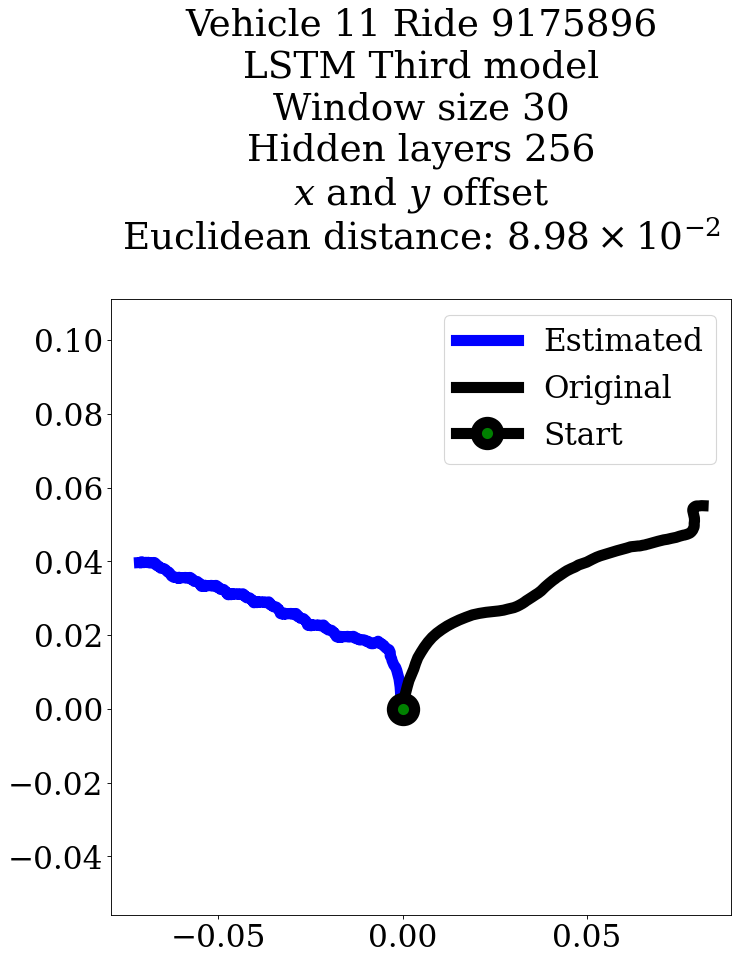 Vehicle 11 Ride 9175896
LSTM Third model
Window size 30
Hidden layers 256
x and y offset
Euclidean distance: 8.98 × 10⁻²
Estimated
Original
Start
0.10
0.08
0.06
0.04
0.02
0.00
−0.02
−0.04
−0.05 0.00 0.05